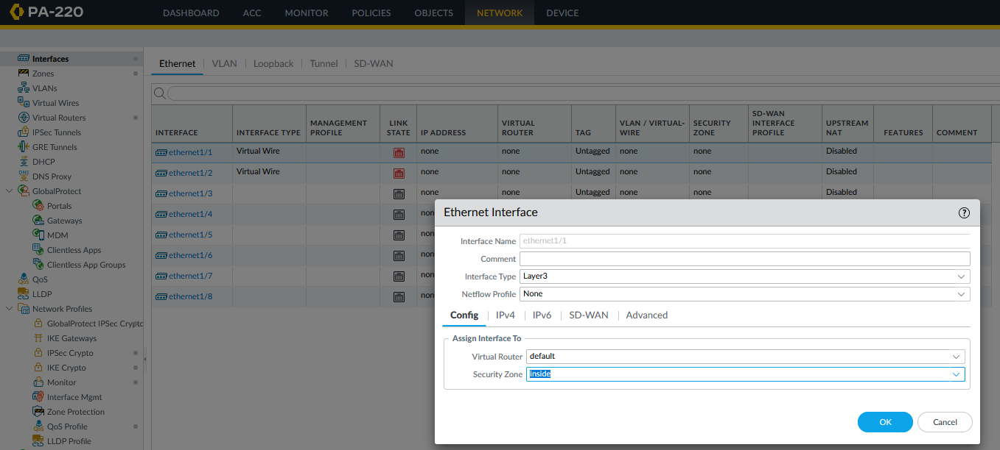 PA-220
DASHBOARD ACC MONITOR POLICIES OBJECTS NETWORK DEVICE
Interfaces
Zones
VLANs
Virtual Wires
Virtual Routers
IPSec Tunnels
GRE Tunnels
DHCP
DNS Proxy
GlobalProtect
Portals
Gateways
MDM
Clientless Apps
Clientless App Groups
QoS
LLDP
Network Profiles
GlobalProtect IPSec Crypto
IKE Gateways
IPSec Crypto
IKE Crypto
Monitor
Interface Mgmt
Zone Protection
QoS Profile
LLDP Profile
Ethernet VLAN Loopback Tunnel SD-WAN
INTERFACE INTERFACE TYPE MANAGEMENT PROFILE LINK STATE IP ADDRESS VIRTUAL ROUTER TAG VLAN / VIRTUAL-WIRE SECURITY ZONE SD-WAN INTERFACE PROFILE UPSTREAM NAT FEATURES COMMENT
ethernet1/1 Virtual Wire none none Untagged none none Disabled
ethernet1/2 Virtual Wire none none Untagged none none Disabled
ethernet1/3 none none Untagged none none Disabled
ethernet1/4 non
ethernet1/5 non
ethernet1/6 non
ethernet1/7 non
ethernet1/8 non
Ethernet Interface
?
Interface Name ethernet1/1
Comment
Interface Type Layer3
Netflow Profile None
Config IPv4 IPv6 SD-WAN Advanced
Assign Interface To
Virtual Router default
Security Zone inside
OK Cancel